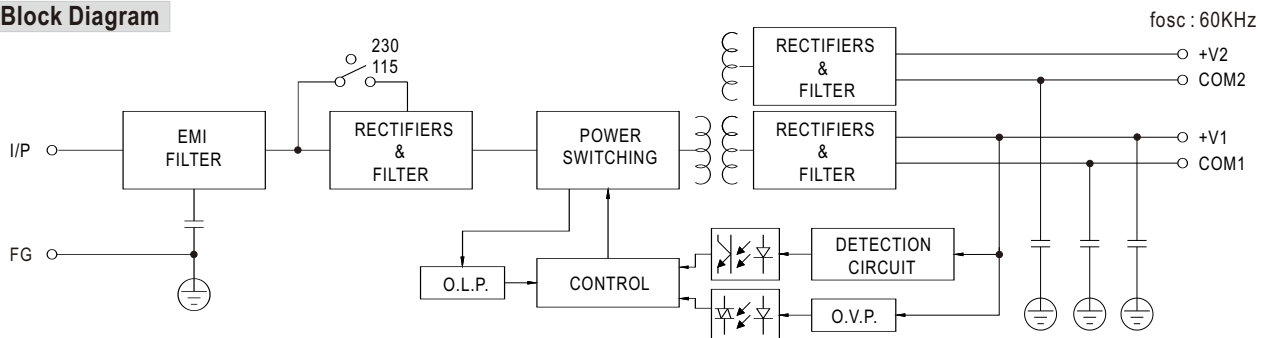 Block Diagram
fosc : 60KHz
230
115
RECTIFIERS
&
FILTER
+V2
COM2
I/P
EMI
FILTER
RECTIFIERS
&
FILTER
POWER
SWITCHING
RECTIFIERS
&
FILTER
+V1
COM1
FG
O.L.P.
CONTROL
DETECTION
CIRCUIT
O.V.P.